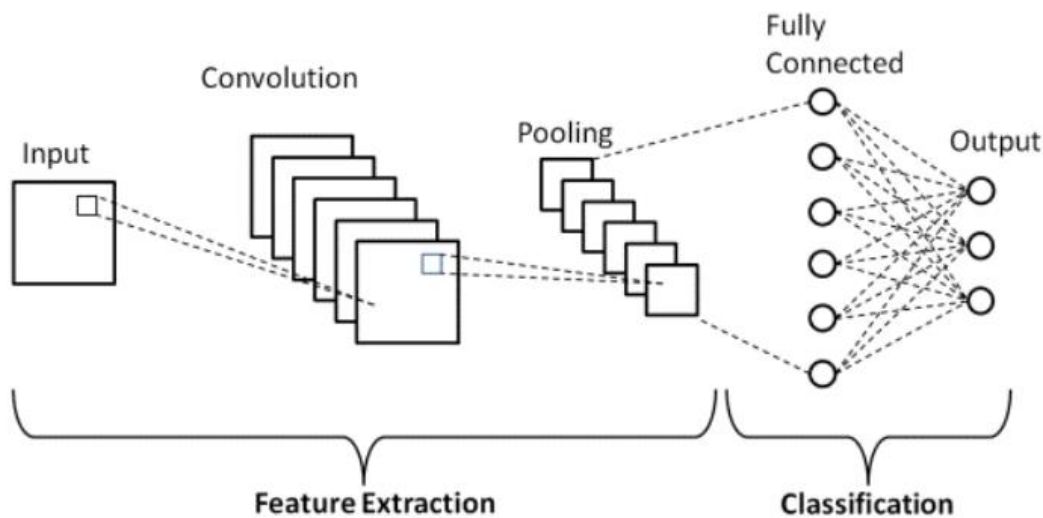 Input
Convolution
Pooling
Fully
Connected
Output
Feature Extraction
Classification